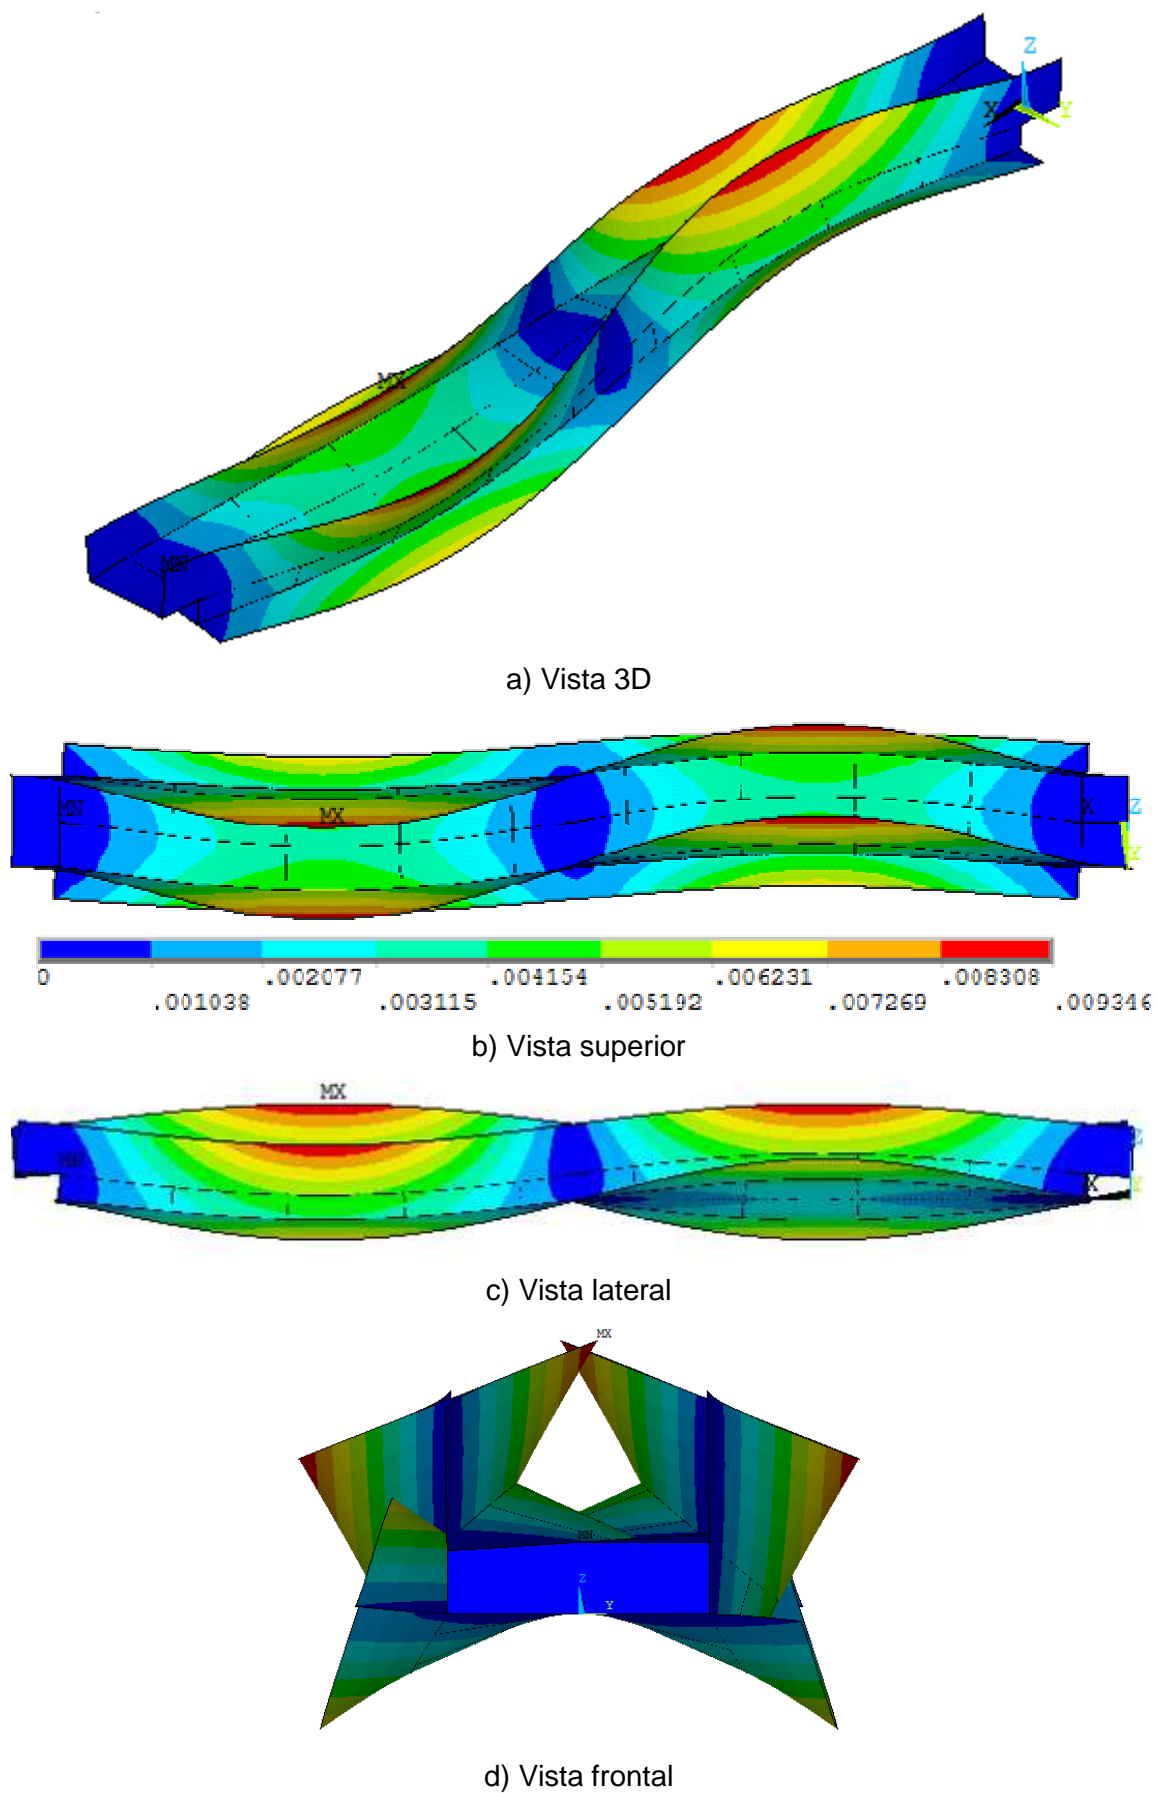 Z
X
Y
MX
MN
a) Vista 3D
MN
MX
X
Z
Y
0 .002077 .004154 .006231 .008308
.001038 .003115 .005192 .007269 .009346
b) Vista superior
MX
Z
X
Y
c) Vista lateral
MX
MN
Z
Y
d) Vista frontal